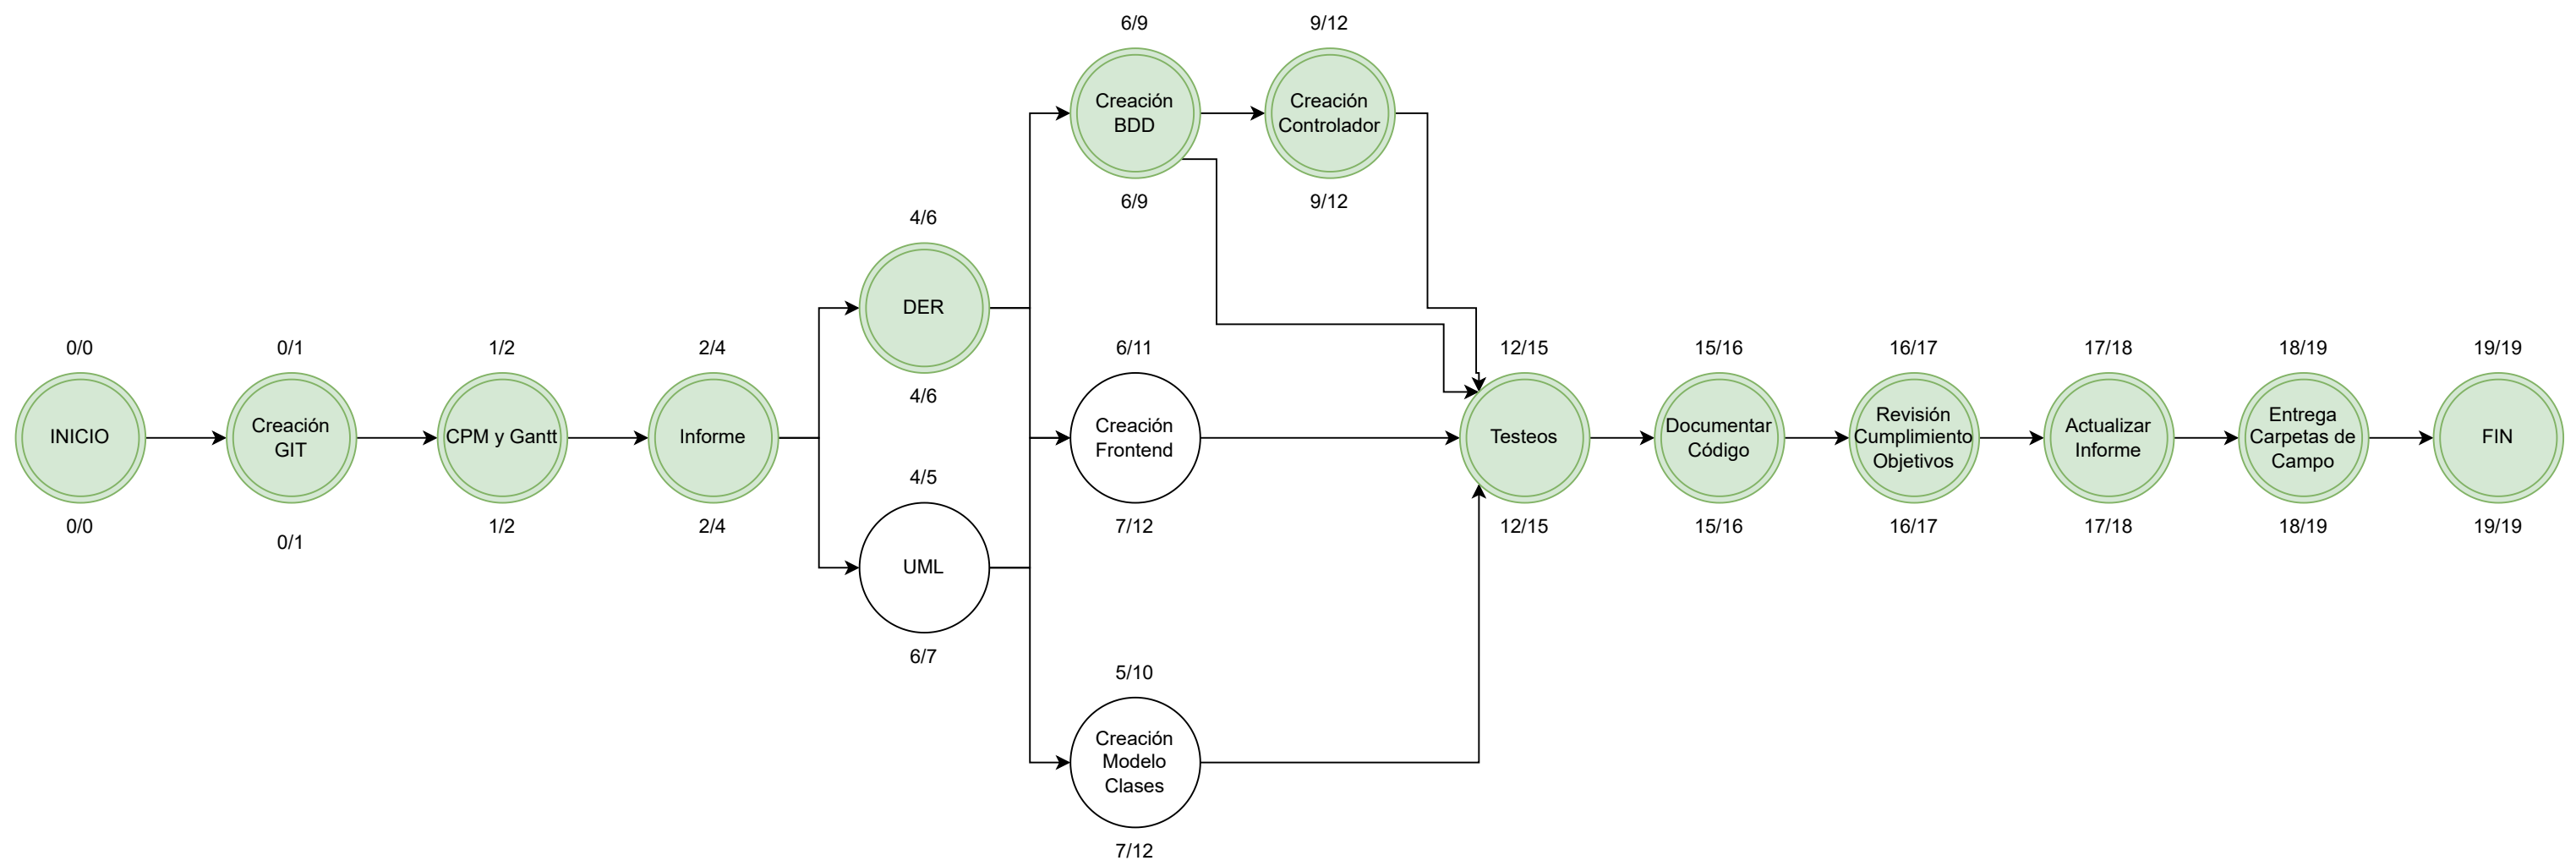 6/9
9/12
Creación
BDD
Creación
Controlador
6/9
9/12
4/6
DER
4/6
0/0
0/1
1/2
2/4
6/11
12/15
15/16
16/17
17/18
18/19
19/19
INICIO
Creación
GIT
CPM y Gantt
Informe
Creación
Frontend
Testeos
Documentar
Código
Revisión
Cumplimiento
Objetivos
Actualizar
Informe
Entrega
Carpetas de
Campo
FIN
0/0
0/1
1/2
2/4
4/5
7/12
12/15
15/16
16/17
17/18
18/19
19/19
UML
6/7
5/10
Creación
Modelo
Clases
7/12